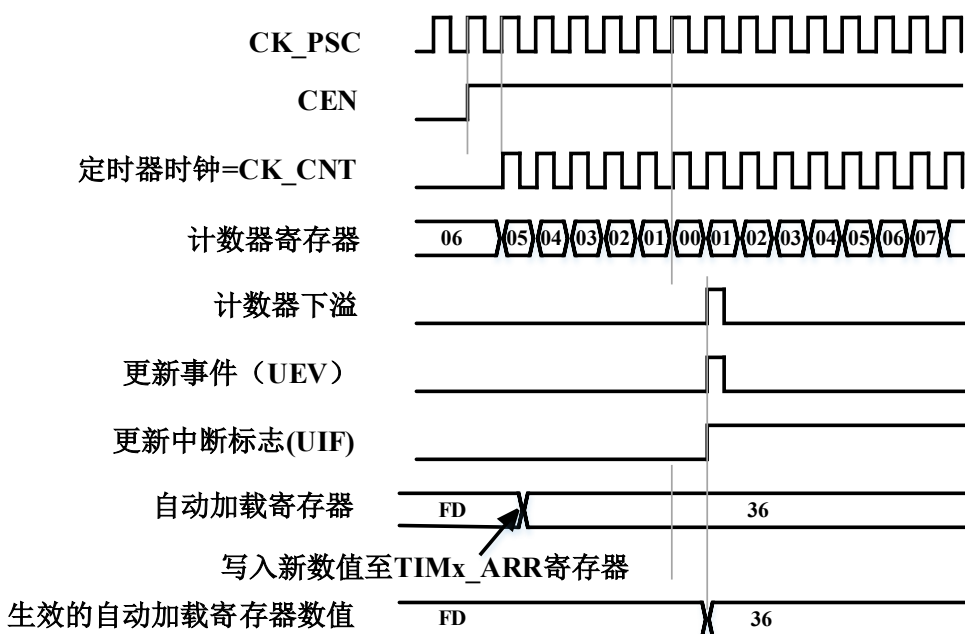 CK_PSC
CEN
定时器时钟=CK_CNT
计数器寄存器 06 05 04 03 02 01 00 01 02 03 04 05 06 07
计数器下溢
更新事件（UEV）
更新中断标志(UIF)
自动加载寄存器 FD 36
写入新数值至TIMx_ARR寄存器
生效的自动加载寄存器数值 FD 36